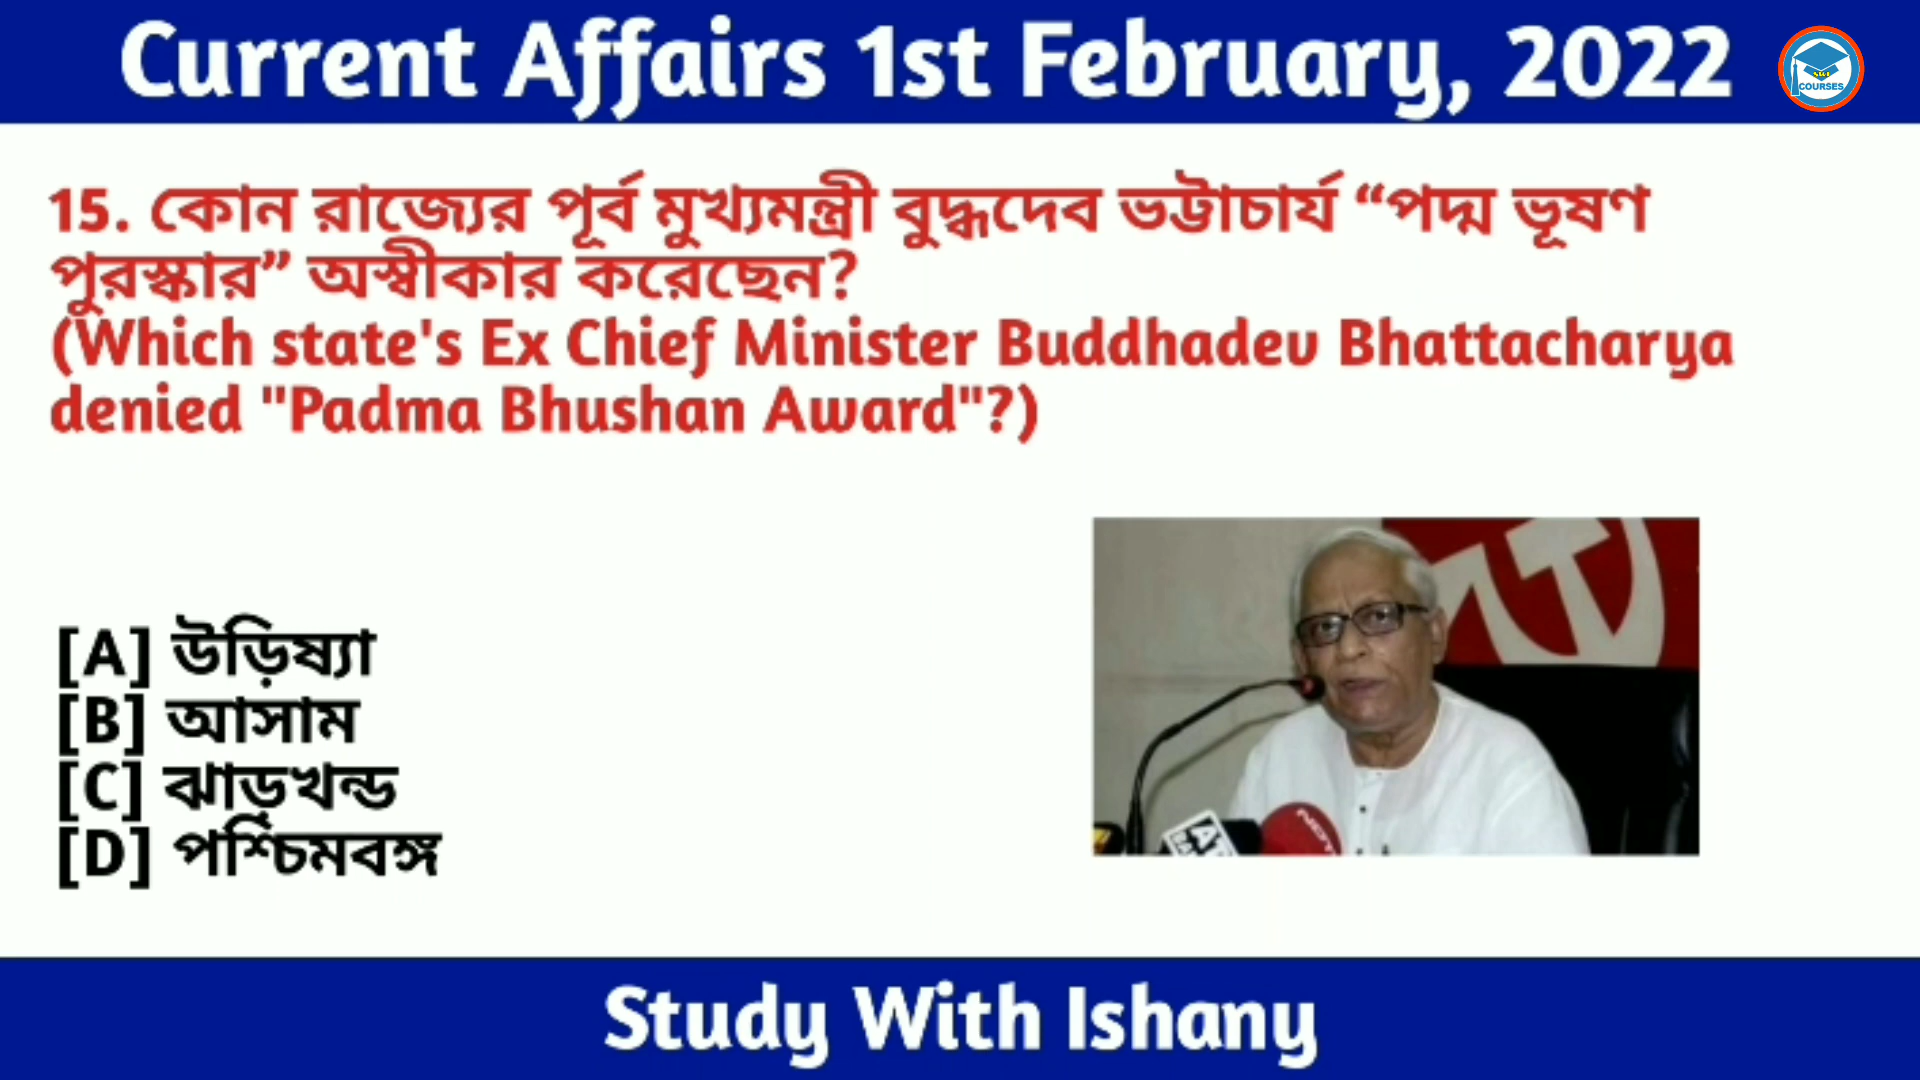 Current Affairs 1st February, 2022
COURSES
15. কোন রাজ্যের পূর্ব মুখ্যমন্ত্রী বুদ্ধদেব ভট্টাচার্য “পদ্ম ভূষণ
পুরস্কার” অস্বীকার করেছেন?
(Which state's Ex Chief Minister Buddhadev Bhattacharya
denied "Padma Bhushan Award"?)
[A] উড়িষ্যা
[B] আসাম
[C] ঝাড়খন্ড
[D] পশ্চিমবঙ্গ
Study With Ishany